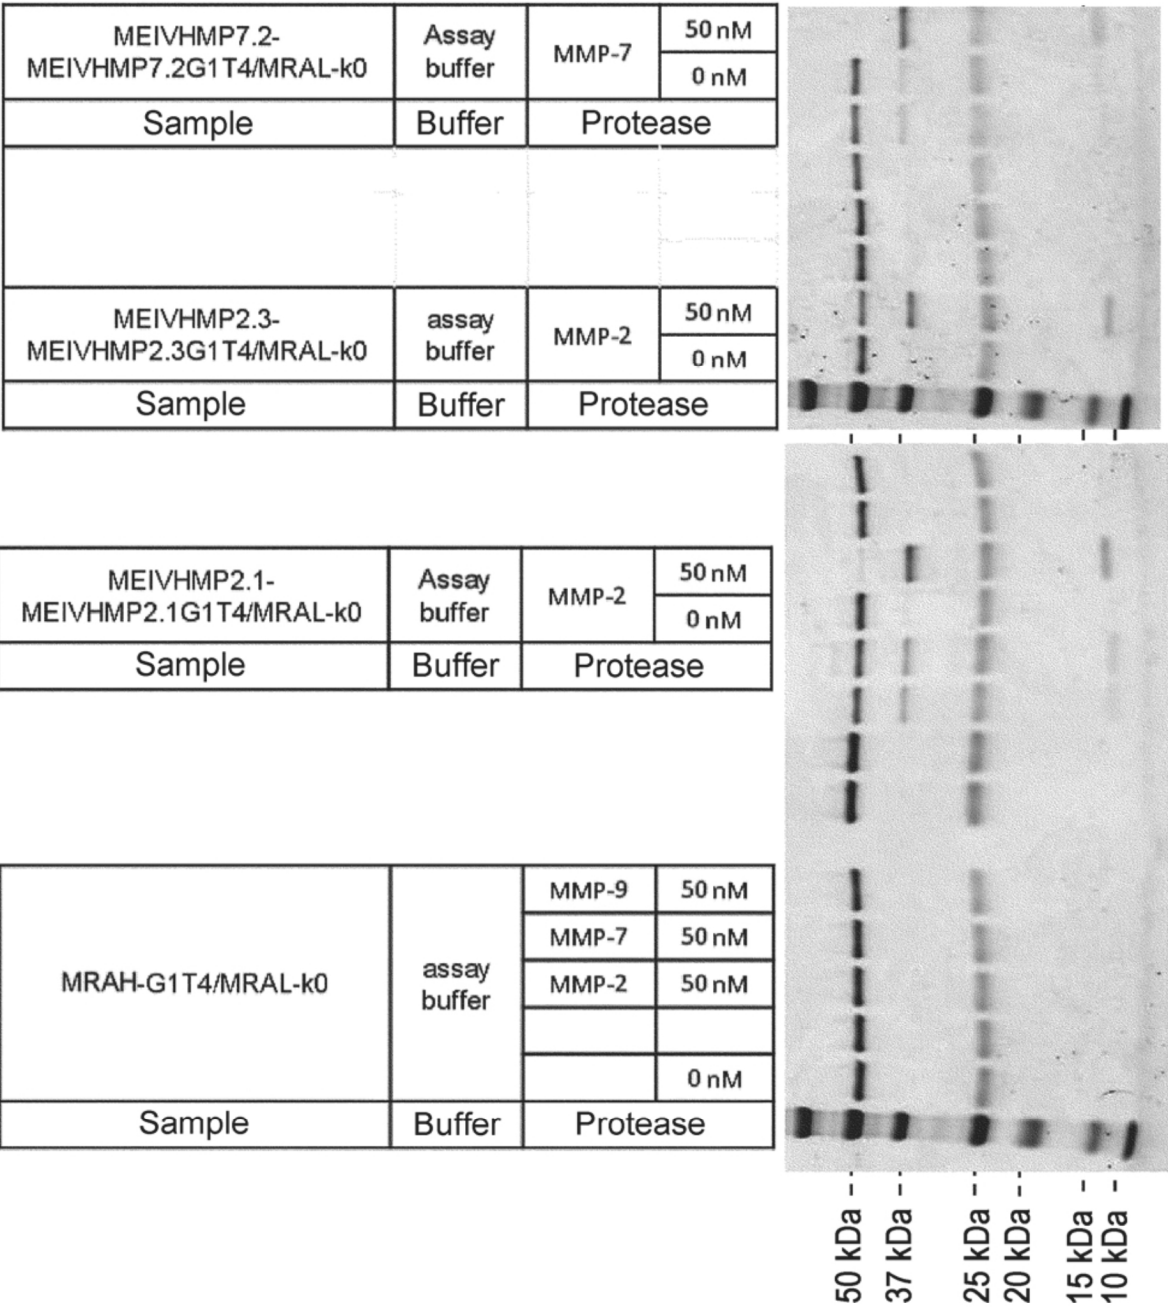 MEIVHMP7.2-
MEIVHMP7.2G1T4/MRAL-k0
Assay
buffer
MMP-7
50 nM
0 nM
Sample
Buffer
Protease
MEIVHMP2.3-
MEIVHMP2.3G1T4/MRAL-k0
assay
buffer
MMP-2
50 nM
0 nM
Sample
Buffer
Protease
MEIVHMP2.1-
MEIVHMP2.1G1T4/MRAL-k0
Assay
buffer
MMP-2
50 nM
0 nM
Sample
Buffer
Protease
MRAH-G1T4/MRAL-k0
assay
buffer
MMP-9
50 nM
MMP-7
50 nM
MMP-2
50 nM
0 nM
Sample
Buffer
Protease
50 kDa
37 kDa
25 kDa
20 kDa
15 kDa
10 kDa